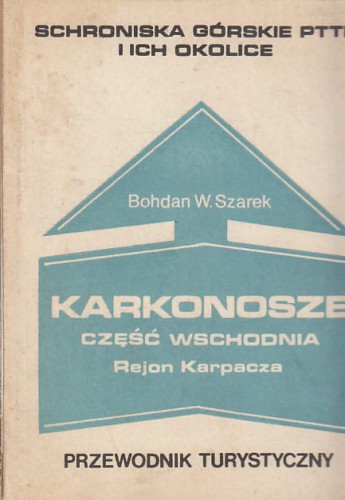 SCHRONISKA GÓRSKIE PTTK
I ICH OKOLICE
Bohdan W. Szarek
KARKONOSZE
CZĘŚĆ WSCHODNIA
Rejon Karpacza
PRZEWODNIK TURYSTYCZNY